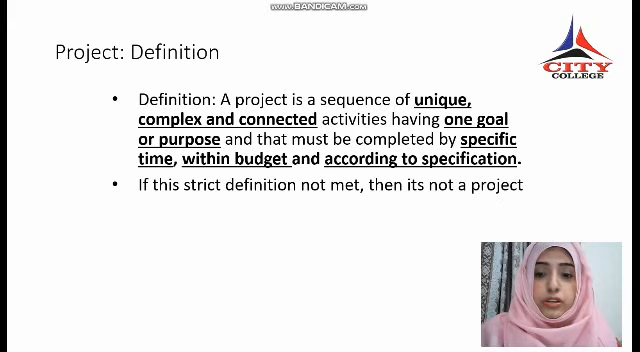 www.BANDICAM.com
Project: Definition
CITY
COLLEGE
• Definition: A project is a sequence of unique,
complex and connected activities having one goal
or purpose and that must be completed by specific
time, within budget and according to specification.
• If this strict definition not met, then its not a project